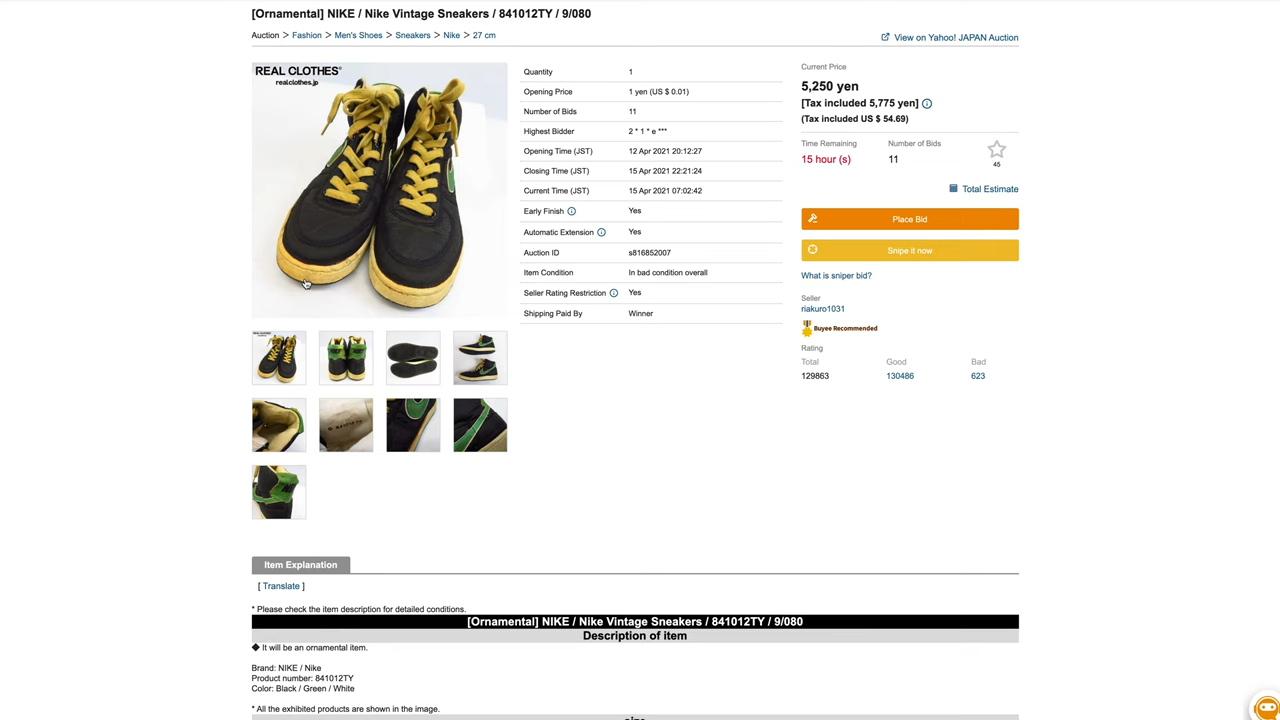 [Ornamental] NIKE / Nike Vintage Sneakers / 841012TY / 9/080
Auction > Fashion > Men's Shoes > Sneakers > Nike > 27 cm
View on Yahoo! JAPAN Auction
REAL CLOTHES®
realclothes.jp
Quantity 1
Opening Price 1 yen (US $ 0.01)
Number of Bids 11
Highest Bidder 2 * 1 * e ***
Opening Time (JST) 12 Apr 2021 20:12:27
Closing Time (JST) 15 Apr 2021 22:21:24
Current Time (JST) 15 Apr 2021 07:02:42
Early Finish Yes
Automatic Extension Yes
Auction ID s816852007
Item Condition In bad condition overall
Seller Rating Restriction Yes
Shipping Paid By Winner
Current Price
5,250 yen
[Tax included 5,775 yen]
(Tax included US $ 54.69)
Time Remaining Number of Bids
15 hour (s) 11
45
Total Estimate
Place Bid
Snipe it now
What is sniper bid?
Seller
riakuro1031
Buyee Recommended
Rating
Total Good Bad
129863 130486 623
Item Explanation
[ Translate ]
* Please check the item description for detailed conditions.
[Ornamental] NIKE / Nike Vintage Sneakers / 841012TY / 9/080
Description of item
◆ It will be an ornamental item.
Brand: NIKE / Nike
Product number: 841012TY
Color: Black / Green / White
* All the exhibited products are shown in the image.